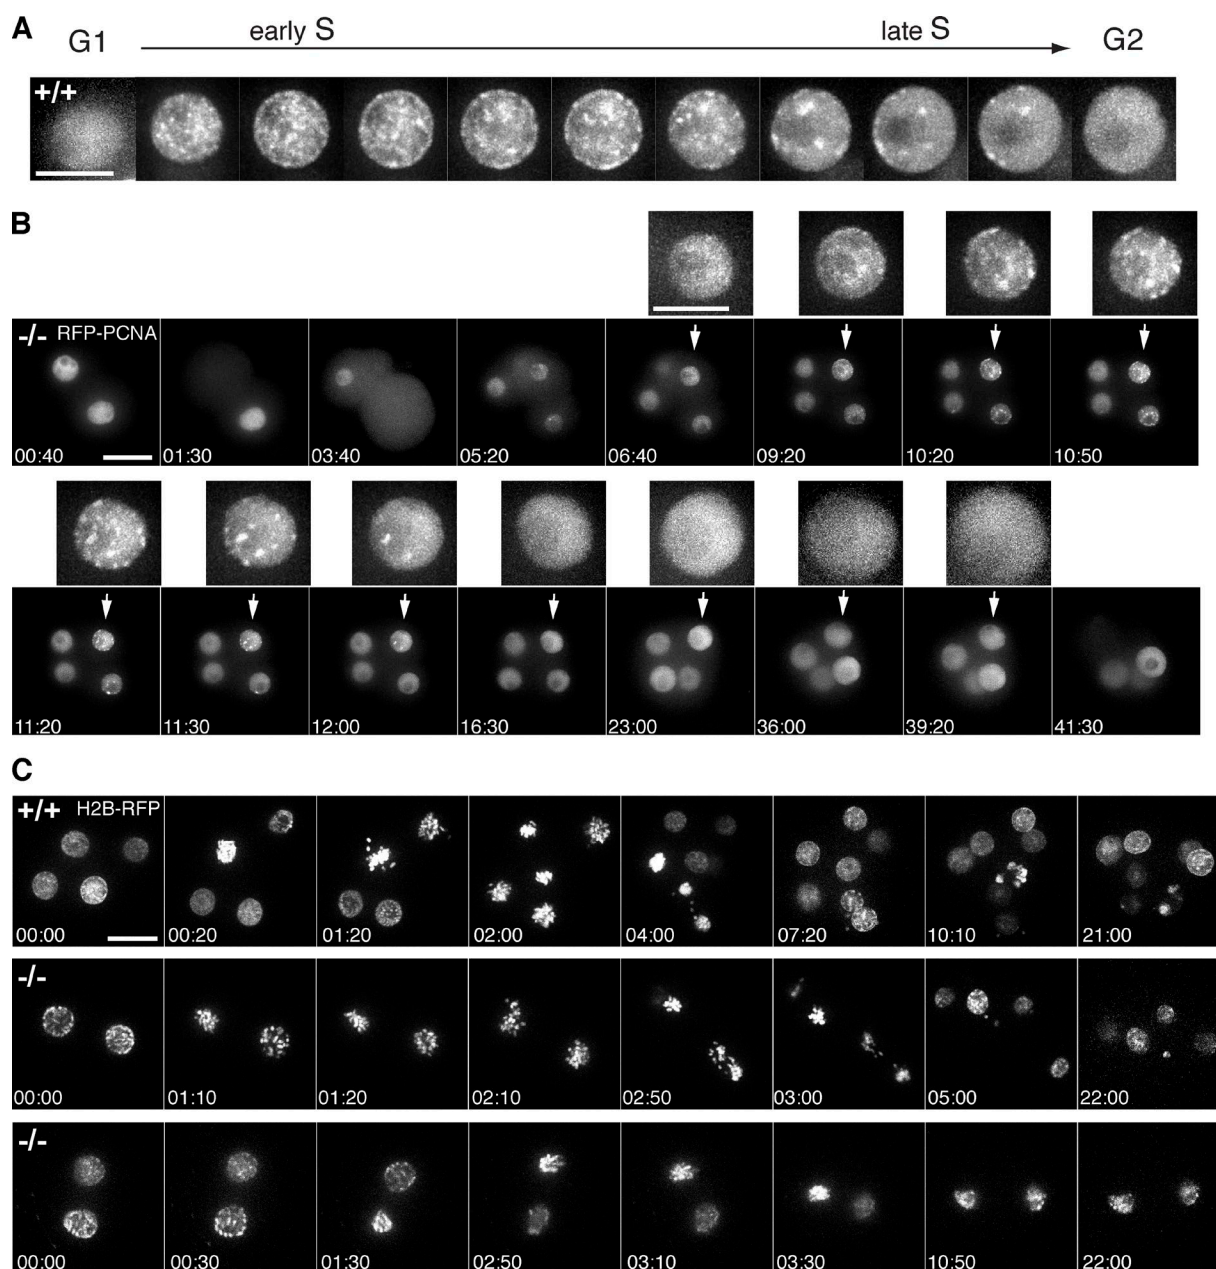 A
G1 early S late S G2
+/+
B
-/- RFP-PCNA
00:40 01:30 03:40 05:20 06:40 09:20 10:20 10:50
11:20 11:30 12:00 16:30 23:00 36:00 39:20 41:30
C
+/+ H2B-RFP
00:00 00:20 01:20 02:00 04:00 07:20 10:10 21:00
-/-
00:00 01:10 01:20 02:10 02:50 03:00 05:00 22:00
-/-
00:00 00:30 01:30 02:50 03:10 03:30 10:50 22:00